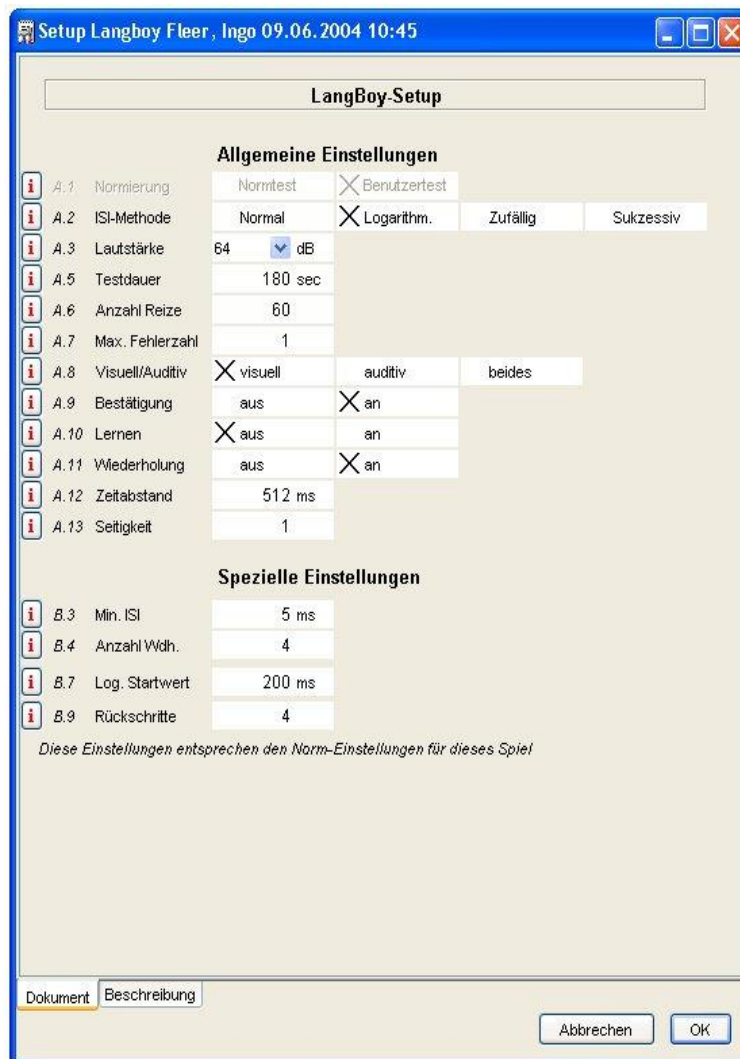 Setup Langboy Fleer , Ingo 09.06.2004 10:45
LangBoy-Setup
Allgemeine Einstellungen
i A.1 Normierung Normtest X Benutzertest
i A.2 ISI-Methode Normal X Logarithm. Zufällig Sukzessiv
i A.3 Lautstärke 64 dB
i A.5 Testdauer 180 sec
i A.6 Anzahl Reize 60
i A.7 Max. Fehlerzahl 1
i A.8 Visuell/Auditiv X visuell auditiv beides
i A.9 Bestätigung aus X an
i A.10 Lernen X aus an
i A.11 Wiederholung aus X an
i A.12 Zeitabstand 512 ms
i A.13 Seitigkeit 1
Spezielle Einstellungen
i B.3 Min. ISI 5 ms
i B.4 Anzahl Wdh. 4
i B.7 Log. Startwert 200 ms
i B.9 Rückschritte 4
Diese Einstellungen entsprechen den Norm-Einstellungen für dieses Spiel
Dokument Beschreibung
Abbrechen OK